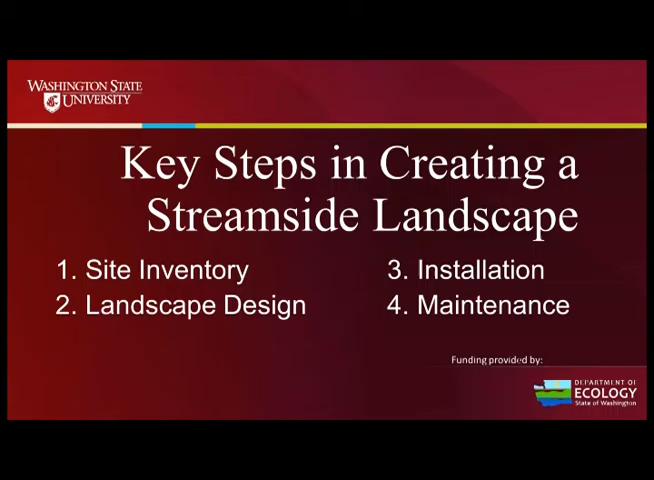 WASHINGTON STATE
UNIVERSITY
Key Steps in Creating a
Streamside Landscape
1. Site Inventory
2. Landscape Design
3. Installation
4. Maintenance
Funding provided by:
DEPARTMENT OF
ECOLOGY
State of Washington